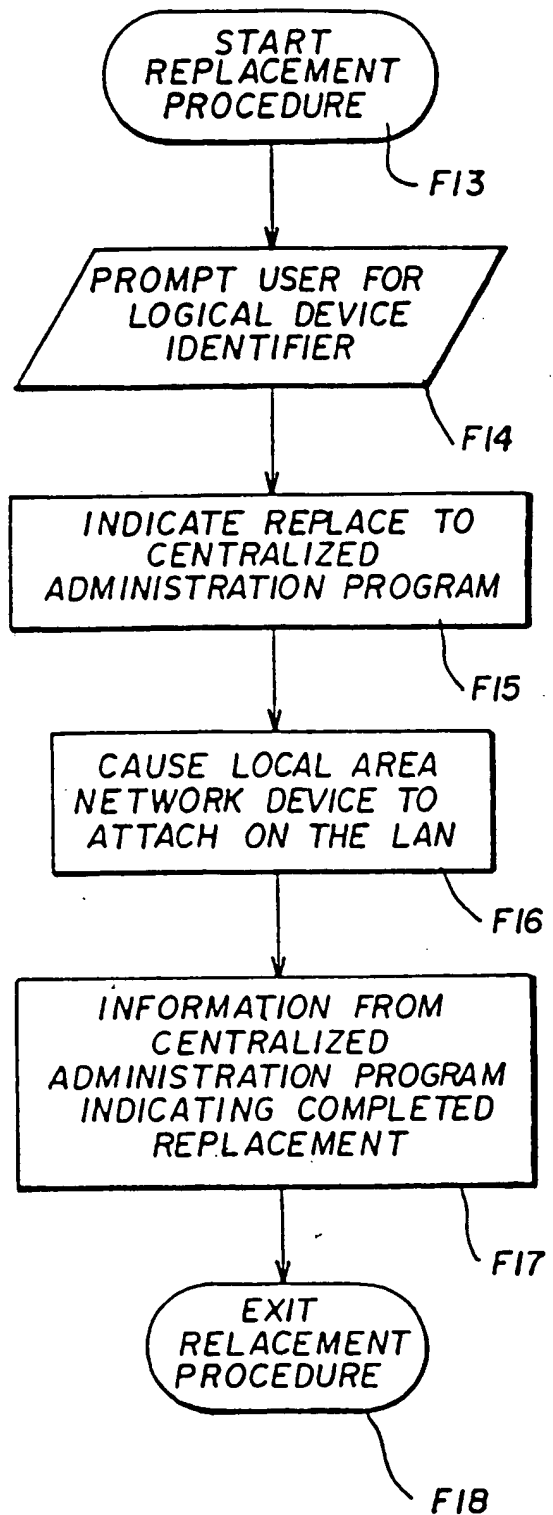 START
REPLACEMENT
PROCEDURE
F13
PROMPT USER FOR
LOGICAL DEVICE
IDENTIFIER
F14
INDICATE REPLACE TO
CENTRALIZED
ADMINISTRATION PROGRAM
F15
CAUSE LOCAL AREA
NETWORK DEVICE TO
ATTACH ON THE LAN
F16
INFORMATION FROM
CENTRALIZED
ADMINISTRATION PROGRAM
INDICATING COMPLETED
REPLACEMENT
F17
EXIT
RELACEMENT
PROCEDURE
F18